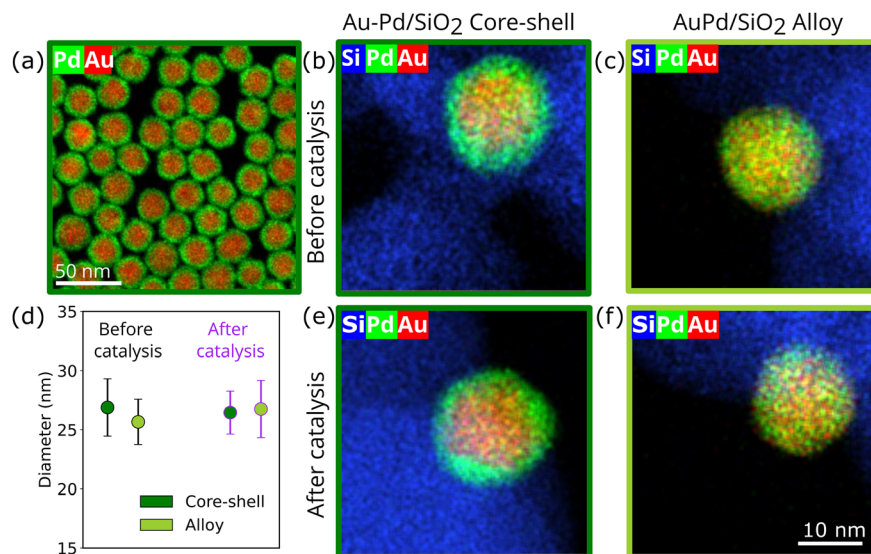 Au-Pd/SiO2 Core-shell
AuPd/SiO2 Alloy
(a)
Pd Au
50 nm
Before catalysis
(b)
Si Pd Au
(c)
Si Pd Au
(d)
35
30
25
20
15
Diameter (nm)
Before
catalysis
After
catalysis
Core-shell
Alloy
After catalysis
(e)
Si Pd Au
(f)
Si Pd Au
10 nm